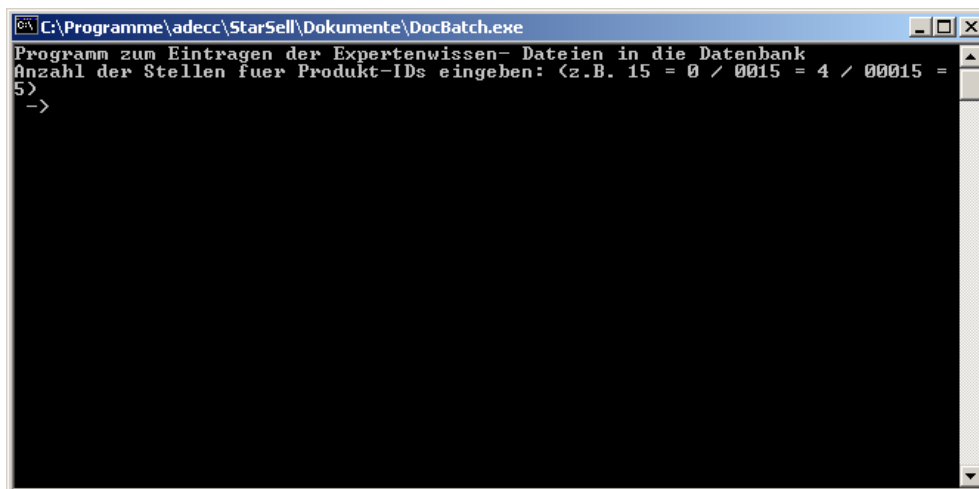 C:\Programme\adecc\StarSell\Dokumente\DocBatch.exe
Programm zum Eintragen der Expertenwissen- Dateien in die Datenbank
Anzahl der Stellen fuer Produkt-IDs eingeben: (z.B. 15 = 0 / 0015 = 4 / 00015 =
5)
->